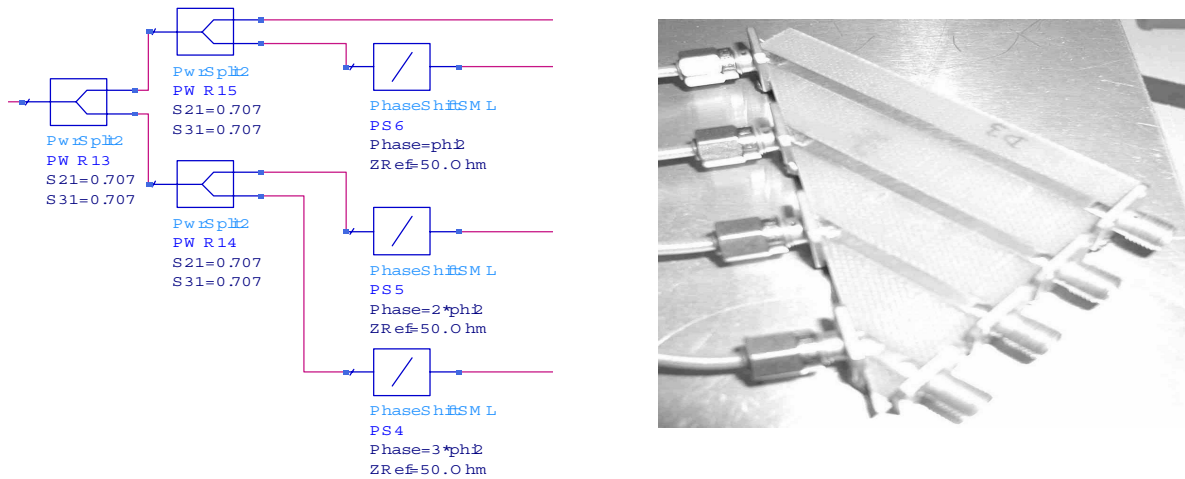 PwrSplit2
PWR15
S21=0.707
S31=0.707
PhaseShiftSML
PS6
Phase=phi2
ZRef=50.Ohm
PwrSplit2
PWR13
S21=0.707
S31=0.707
PwrSplit2
PWR14
S21=0.707
S31=0.707
PhaseShiftSML
PS5
Phase=2*phi2
ZRef=50.Ohm
PhaseShiftSML
PS4
Phase=3*phi2
ZRef=50.Ohm
D3